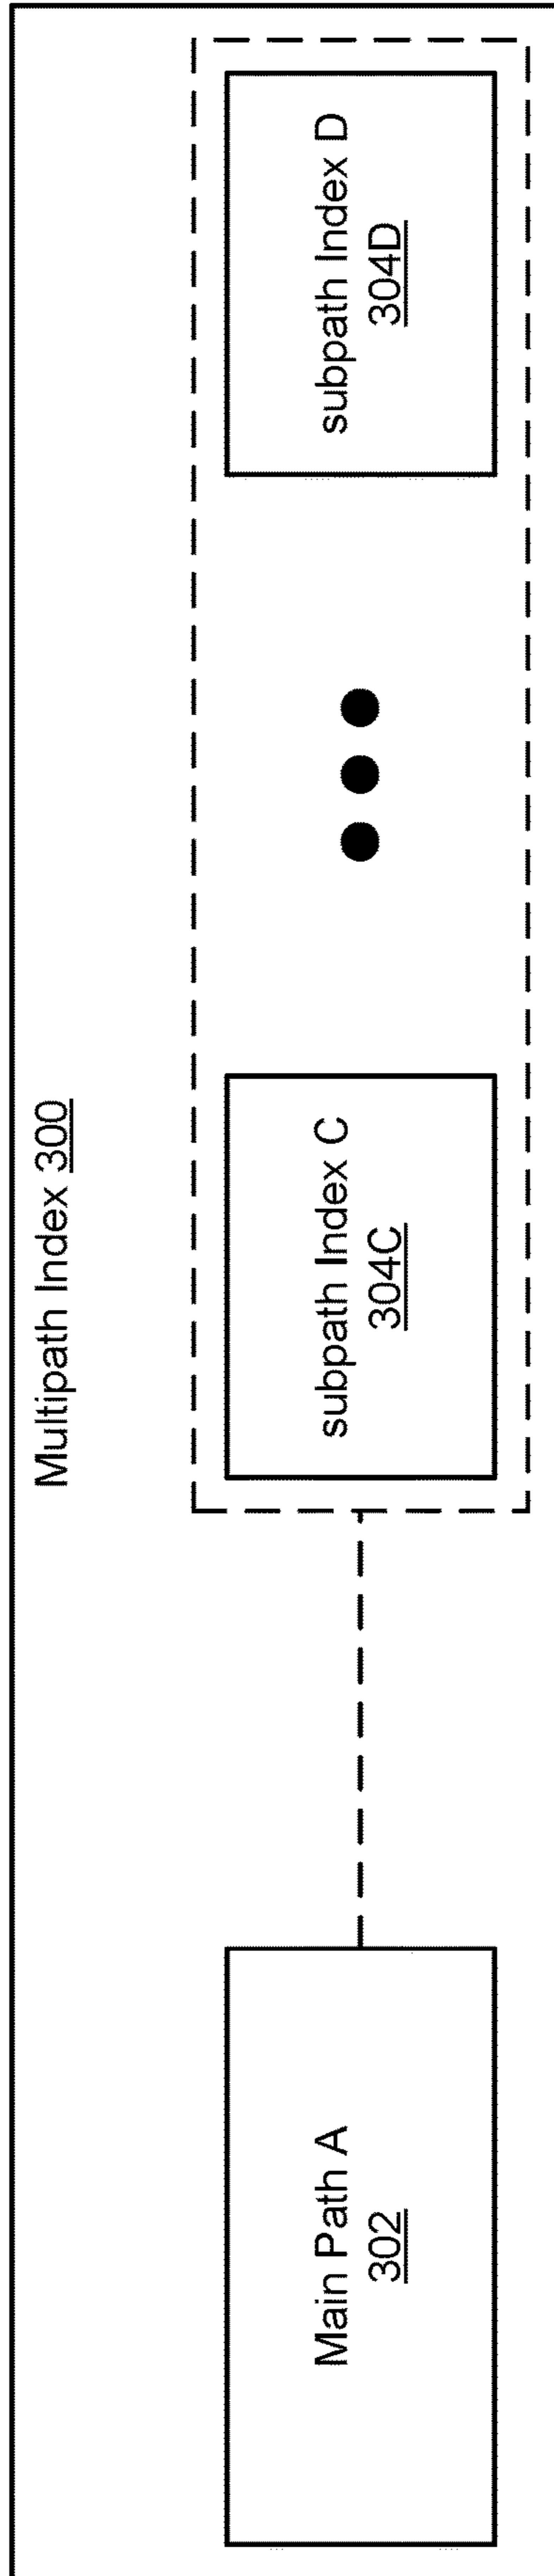 Multipath Index 300
Main Path A
302
subpath Index C
304C
subpath Index D
304D